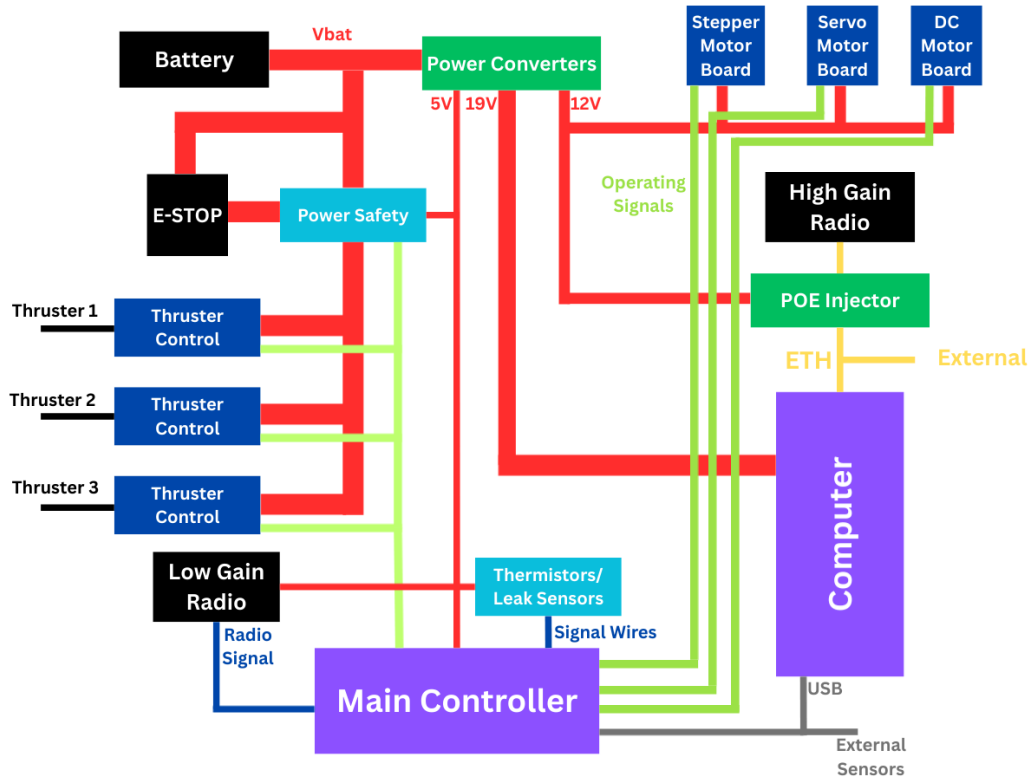 Vbat
Battery
Power Converters
Stepper
Motor
Board
Servo
Motor
Board
DC
Motor
Board
5V
19V
12V
E-STOP
Power Safety
Operating
Signals
High Gain
Radio
POE Injector
Thruster 1
Thruster
Control
ETH
External
Thruster 2
Thruster
Control
Thruster 3
Thruster
Control
Computer
Low Gain
Radio
Thermistors/
Leak Sensors
Radio
Signal
Signal Wires
Main Controller
USB
External
Sensors